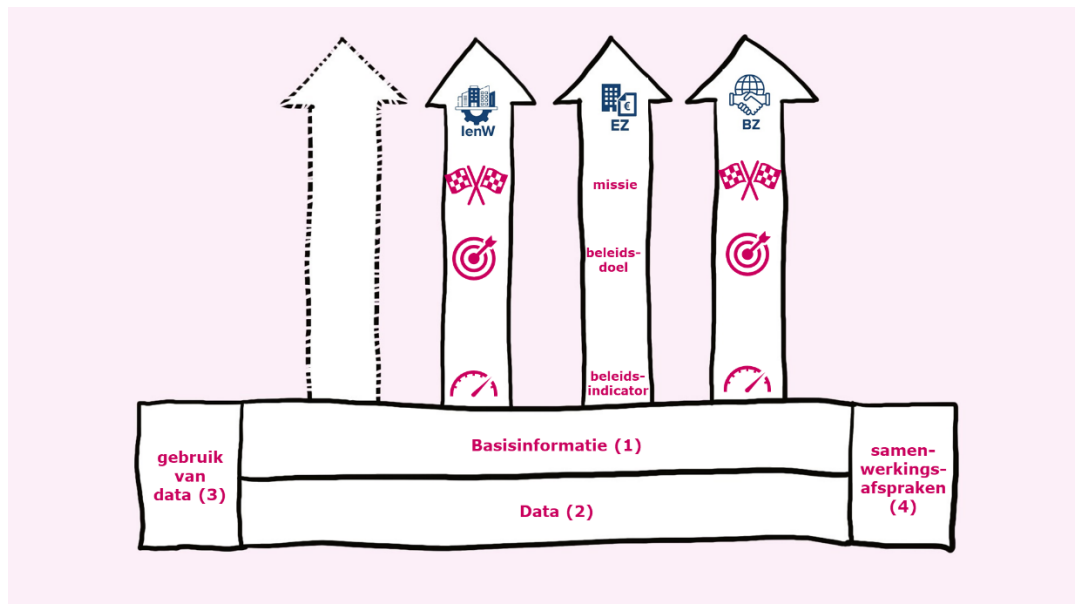 IenW
EZ
BZ
missie
beleids-
doel
beleids-
indicator
gebruik
van
data (3)
Basisinformatie (1)
Data (2)
samen-
werkings-
afspraken
(4)
€